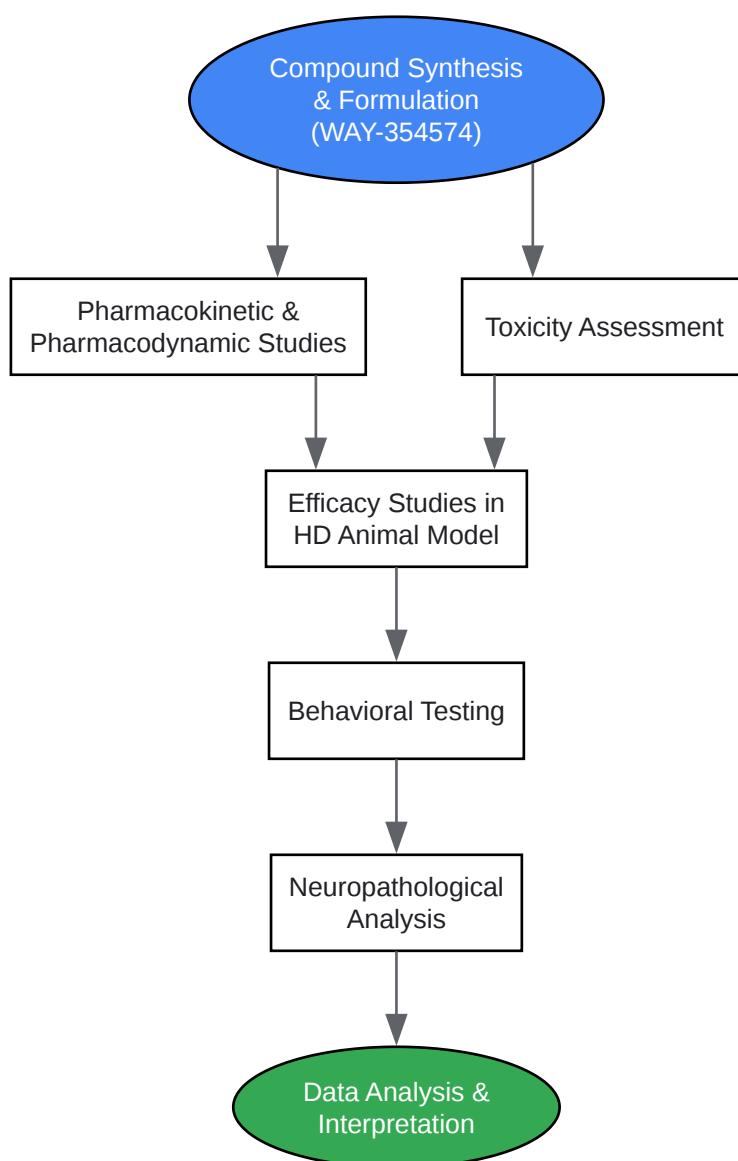 Compound Synthesis
& Formulation
(WAY-354574)
Pharmacokinetic &
Pharmacodynamic Studies
Toxicity Assessment
Efficacy Studies in
HD Animal Model
Behavioral Testing
Neuropathological
Analysis
Data Analysis &
Interpretation